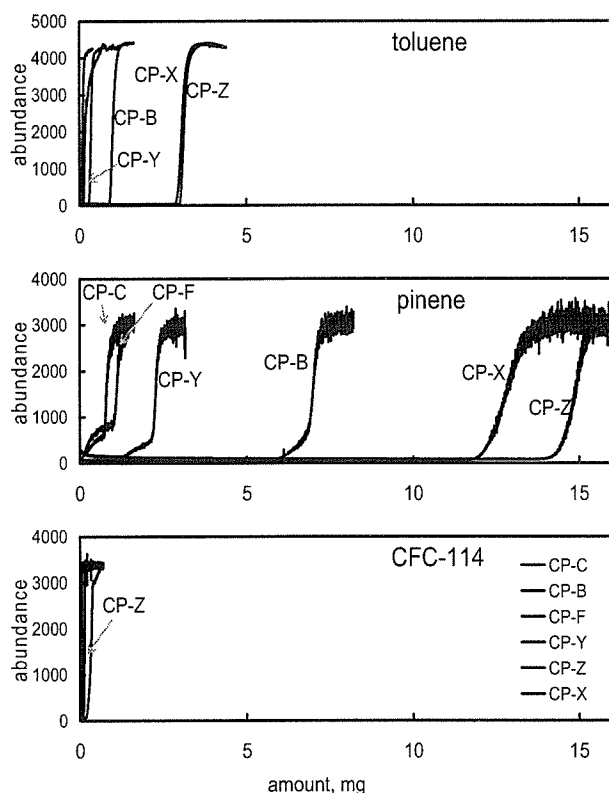 5000
toluene
4000
CP-X
CP-Z
3000
CP-B
2000
CP-Y
1000
0
abundance
0
5
10
15
4000
CP-C
CP-F
pinene
3000
CP-Y
CP-B
CP-X
2000
CP-Z
1000
0
abundance
0
5
10
15
4000
CFC-114
3000
CP-Z
2000
1000
0
abundance
CP-C
CP-B
CP-F
CP-Y
CP-Z
CP-X
0
5
10
15
amount, mg